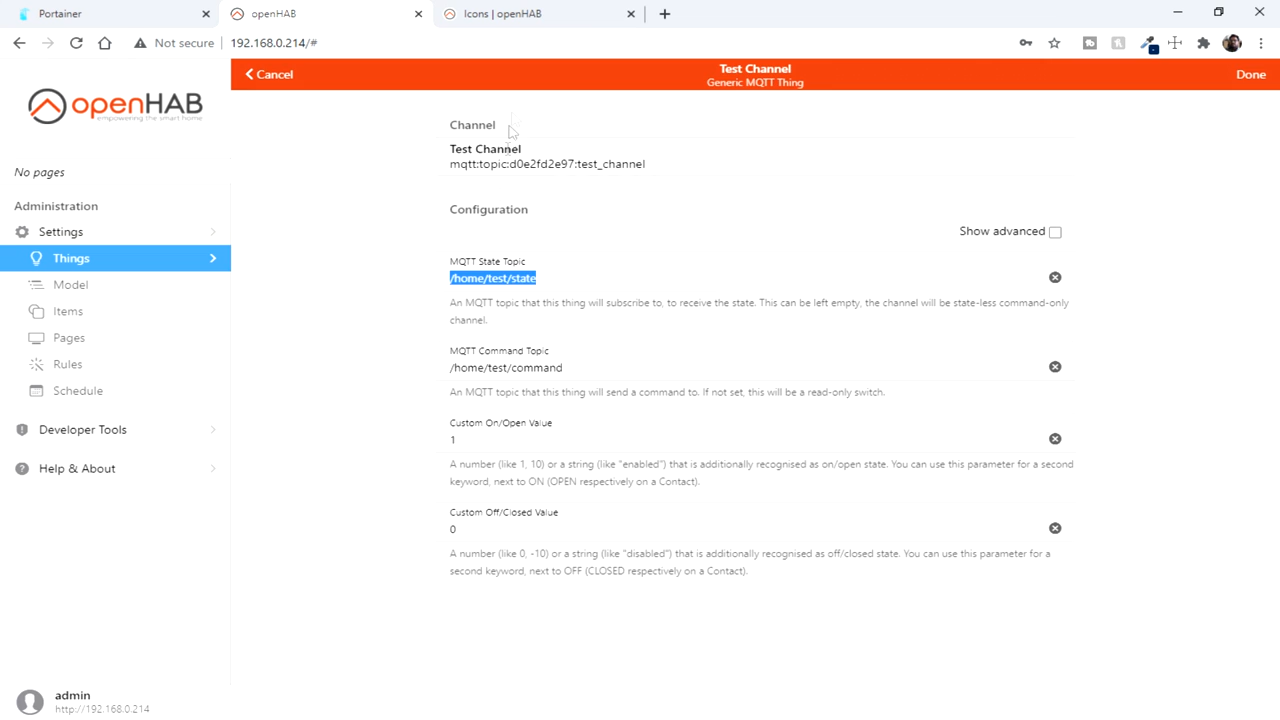 Portainer
openHAB
Icons | openHAB
Not secure
192.168.0.214/#
Cancel
Test Channel
Generic MQTT Thing
Done
openHAB
empowering the smart home
No pages
Administration
Settings
Things
Model
Items
Pages
Rules
Schedule
Developer Tools
Help & About
admin
http://192.168.0.214
Channel
Test Channel
mqtt:topic:d0e2fd2e97:test_channel
Configuration
Show advanced
MQTT State Topic
/home/test/state
An MQTT topic that this thing will subscribe to, to receive the state. This can be left empty, the channel will be state-less command-only
channel.
MQTT Command Topic
/home/test/command
An MQTT topic that this thing will send a command to. If not set, this will be a read-only switch.
Custom On/Open Value
1
A number (like 1, 10) or a string (like "enabled") that is additionally recognised as on/open state. You can use this parameter for a second
keyword, next to ON (OPEN respectively on a Contact).
Custom Off/Closed Value
0
A number (like 0, -10) or a string (like "disabled") that is additionally recognised as off/closed state. You can use this parameter for a
second keyword, next to OFF (CLOSED respectively on a Contact).